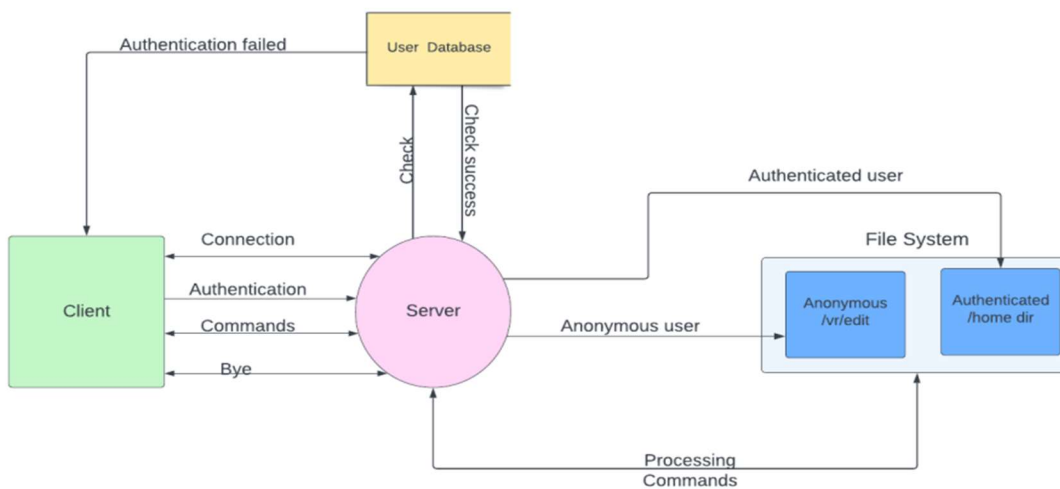 User Database
Authentication failed
Check
Check success
Authenticated user
Connection
File System
Authentication
Client
Server
Commands
Anonymous user
Anonymous
/vr/edit
Authenticated
/home dir
Bye
Processing
Commands